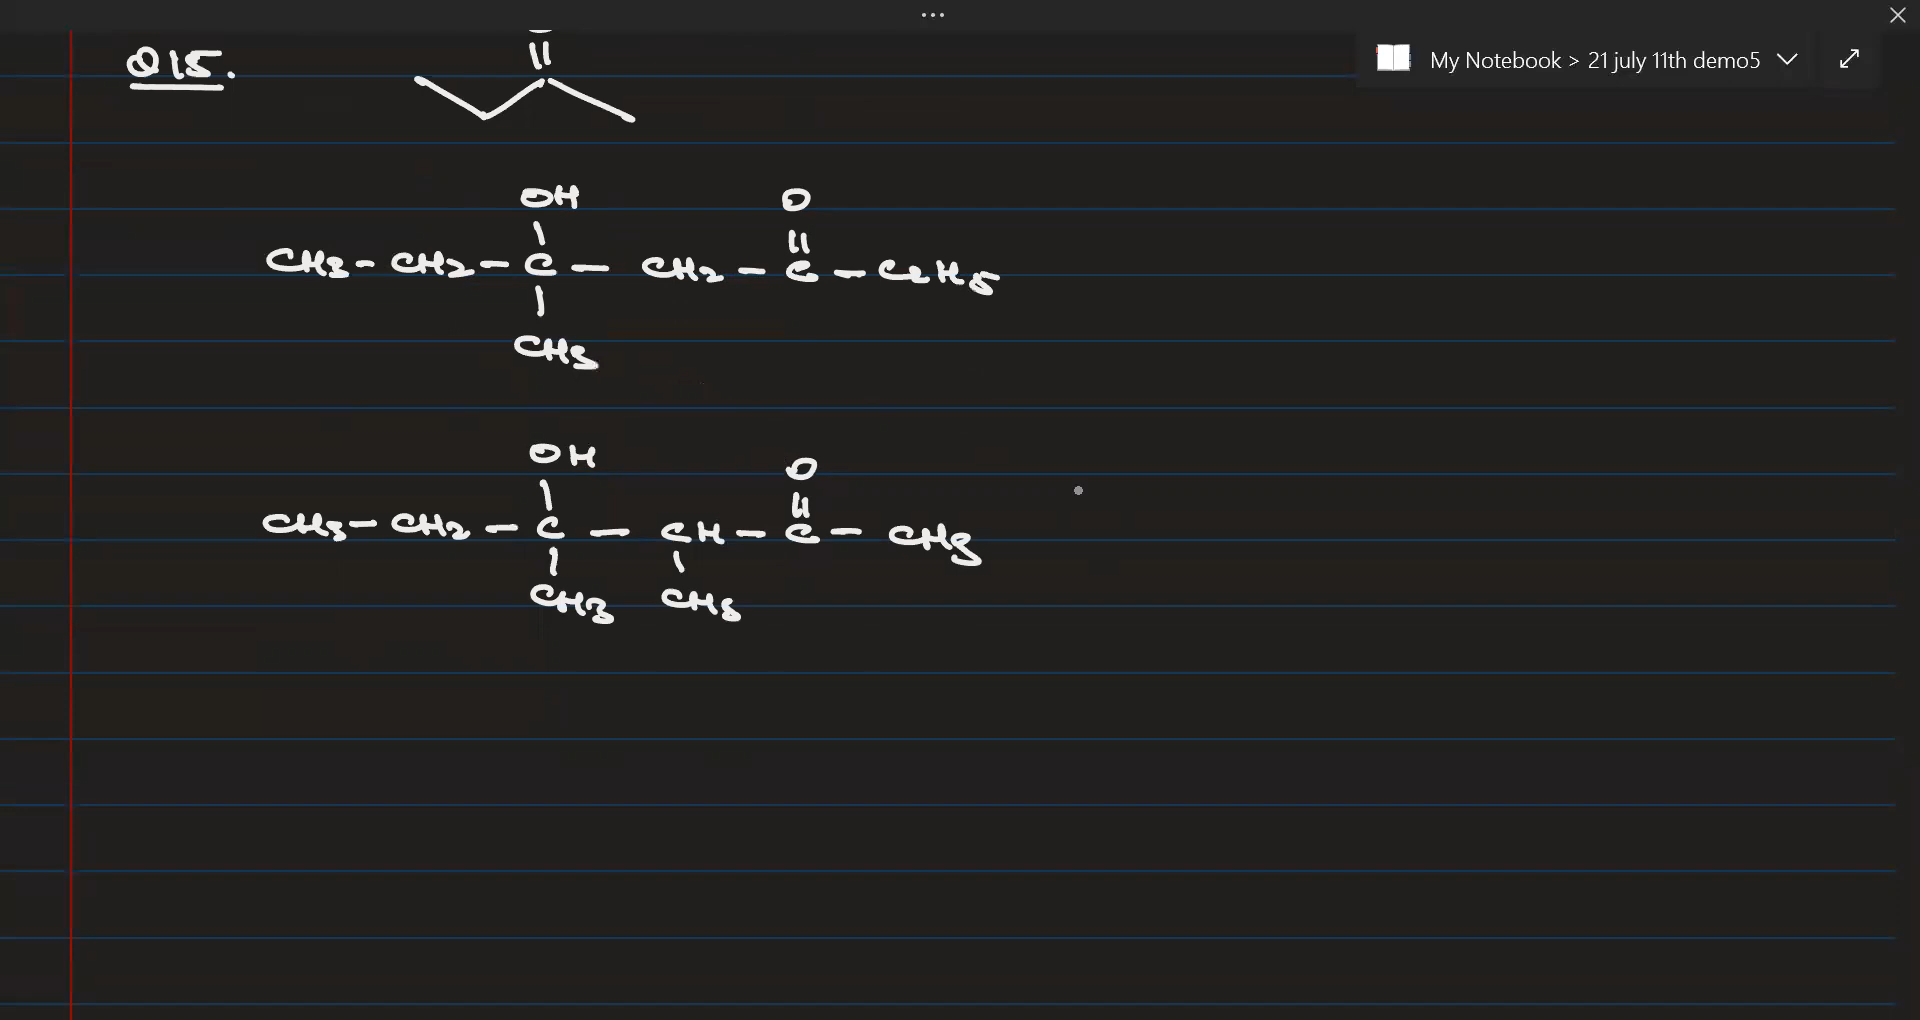 My Notebook > 21 july 11th demo5
Q15.
||
OH O
| ||
CH3 - CH2 - C - CH2 - C - C2H5
|
CH3
OH O
| ||
CH3 - CH2 - C - CH - C - CH3
| |
CH3 CH3